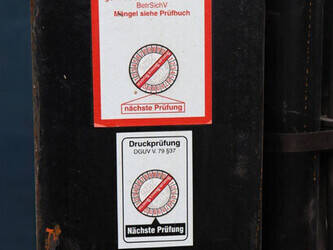 BetrSichV
Mängel siehe Prüfbuch
nächste Prüfung
Druckprüfung
DGUV V. 79 §37
Nächste Prüfung